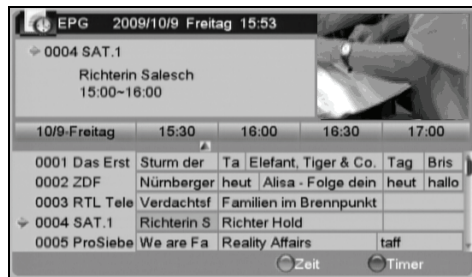 EPG 2009/10/9 Freitag 15:53
0004 SAT.1
Richterin Salesch
15:00~16:00
10/9-Freitag 15:30 16:00 16:30 17:00
0001 Das Erst Sturm der Ta Elefant, Tiger & Co. Tag Bris
0002 ZDF Nürnberger heut Alisa - Folge dein heut hallo
0003 RTL Tele Verdachtsf Familien im Brennpunkt
0004 SAT.1 Richterin S Richter Hold
0005 ProSiebe We are Fa Reality Affairs taff
Zeit Timer